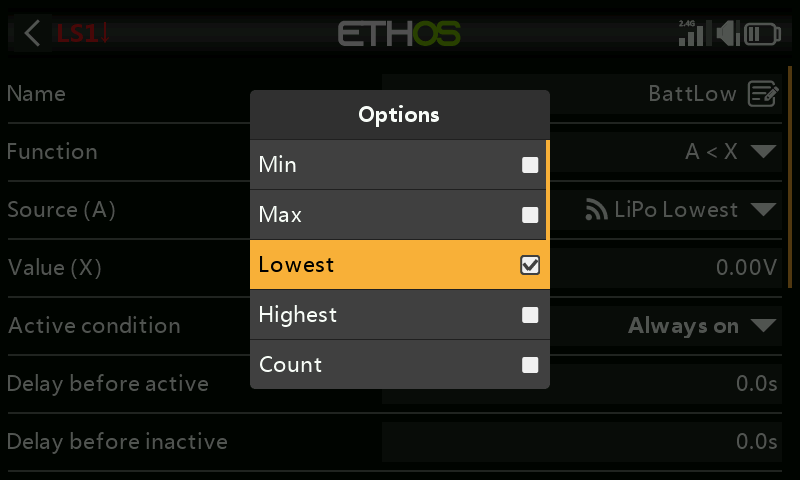 LS1↓
ETHOS
2.4G
Name
BattLow
Options
Function
A < X
Min
Max
Source (A)
LiPo Lowest
Lowest
Value (X)
0.00V
Highest
Active condition
Always on
Count
Delay before active
0.0s
Delay before inactive
0.0s